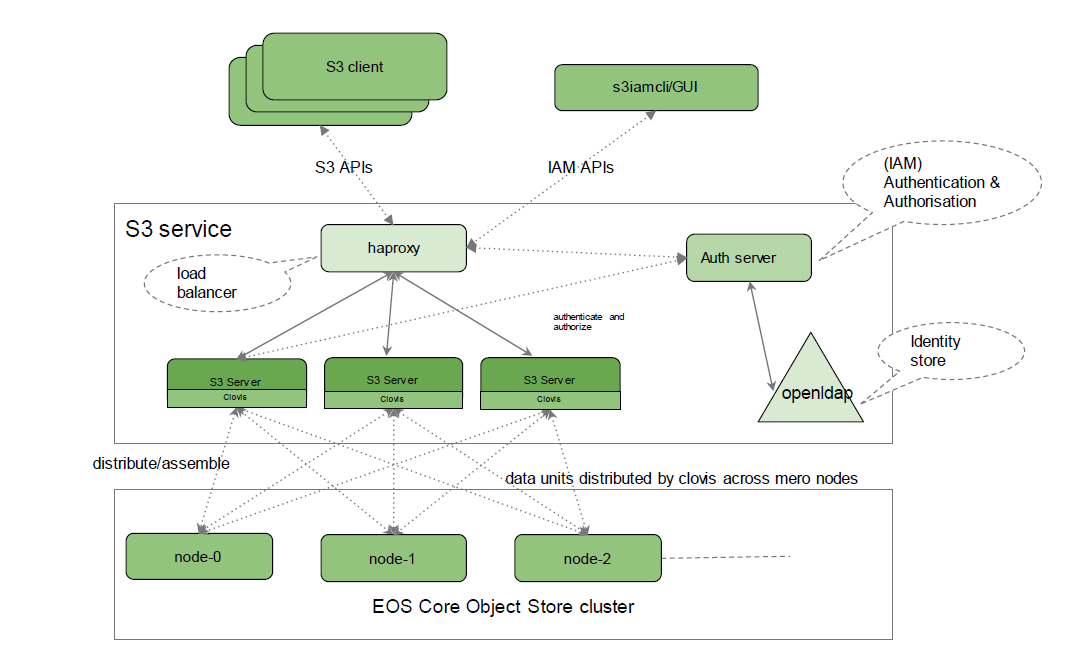 S3 client
s3iamcli/GUI
S3 APIs
IAM APIs
(IAM)
Authentication &
Authorisation
S3 service
haproxy
Auth server
load
balancer
authenticate and
authorize
Identity
store
openldap
S3 Server
Clovis
S3 Server
Clovis
S3 Server
Clovis
distribute/assemble
data units distributed by clovis across mero nodes
node-0
node-1
node-2
EOS Core Object Store cluster